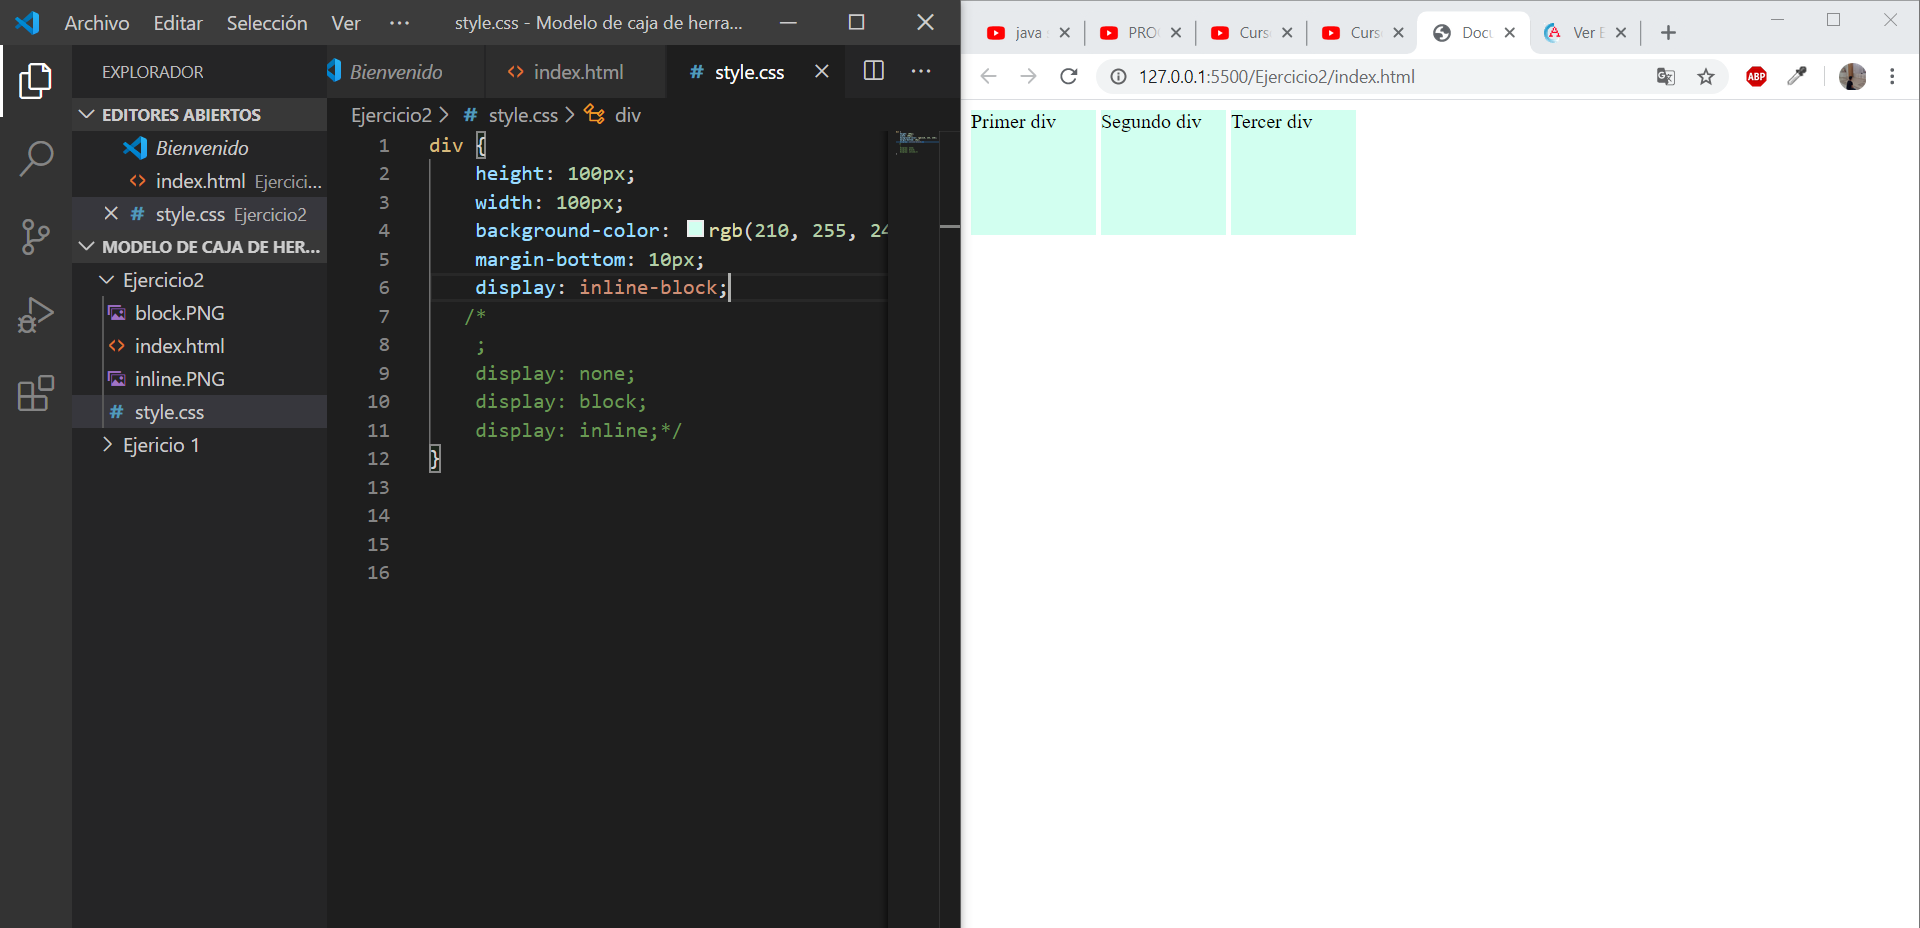 Archivo Editar Selección Ver ··· style.css - Modelo de caja de herra...
EXPLORADOR
EDITORES ABIERTOS
Bienvenido
index.html Ejercici...
style.css Ejercicio2
MODELO DE CAJA DE HER...
Ejercicio2
block.PNG
index.html
inline.PNG
style.css
Ejericio 1
Bienvenido index.html style.css
Ejercicio2 > style.css > div
1 div {
2 height: 100px;
3 width: 100px;
4 background-color: rgb(210, 255, 24
5 margin-bottom: 10px;
6 display: inline-block;
7 /*
8 ;
9 display: none;
10 display: block;
11 display: inline;*/
12 }
13
14
15
16
java PRO Curs Curs Docu Ver E
127.0.0.1:5500/Ejercicio2/index.html
ABP
Primer div Segundo div Tercer div